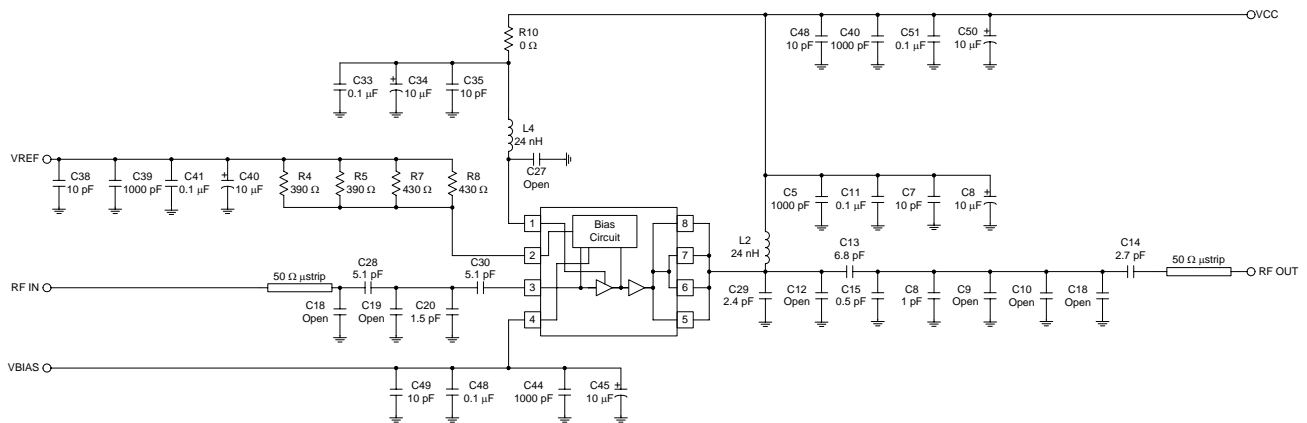 VCC
R10
0 Ω
C48
10 pF
C40
1000 pF
C51
0.1 µF
C50
+
10 µF
C33
0.1 µF
+
C34
10 µF
C35
10 pF
L4
24 nH
C27
Open
VREF
C38
10 pF
C39
1000 pF
C41
0.1 µF
+
C40
10 µF
R4
390 Ω
R5
390 Ω
R7
430 Ω
R8
430 Ω
C5
1000 pF
C11
0.1 µF
C7
10 pF
C8
+
10 µF
1
2
3
4
Bias
Circuit
8
7
6
5
L2
24 nH
C13
6.8 pF
C14
2.7 pF
50 Ω µstrip
RF OUT
RF IN
50 Ω µstrip
C28
5.1 pF
C30
5.1 pF
C18
Open
C19
Open
C20
1.5 pF
C29
2.4 pF
C12
Open
C15
0.5 pF
C8
1 pF
C9
Open
C10
Open
C18
Open
VBIAS
C49
10 pF
C48
0.1 µF
C44
1000 pF
C45
+
10 µF